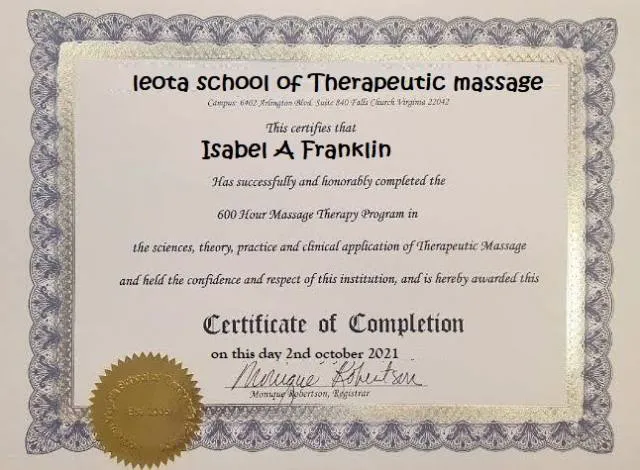 leota school of Therapeutic massage
Campus: 6402 Arlington Blvd. Suite 840 Falls Church Virginia 22042
This certifies that
Isabel A Franklin
Has successfully and honorably completed the
600 Hour Massage Therapy Program in
the sciences, theory, practice and clinical application of Therapeutic Massage
and held the confidence and respect of this institution, and is hereby awarded this
Certificate of Completion
on this day 2nd october 2021
Monique Robertson
Monique Robertson, Registrar